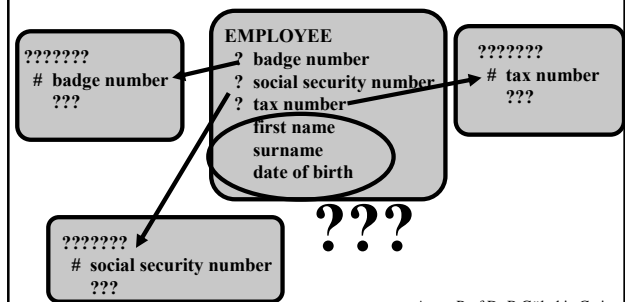 EMPLOYEE
? badge number
? social security number
? tax number
first name
surname
date of birth
???????
# badge number
???
???????
# tax number
???
???????
# social security number
???
???